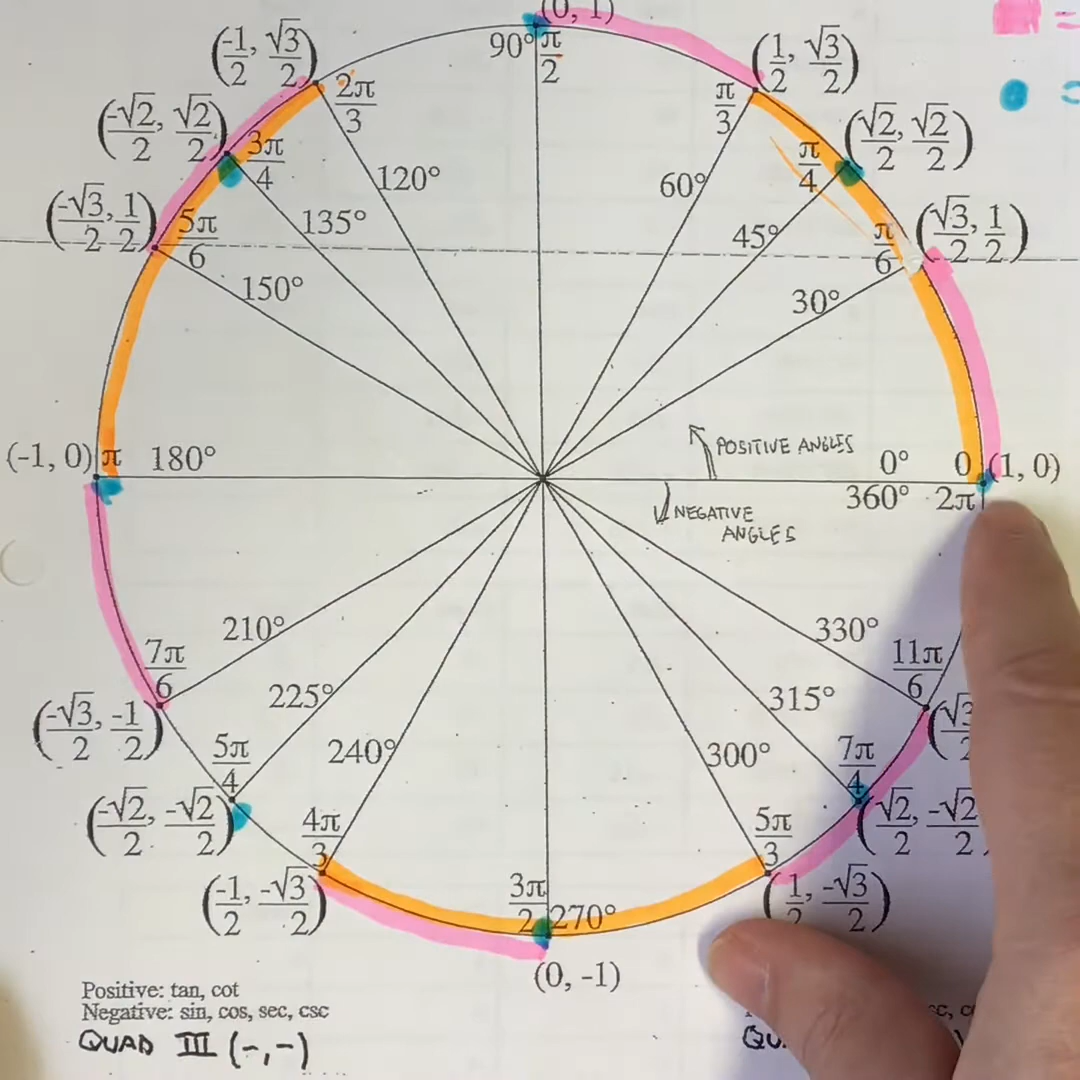 (0, 1)
=
90° π/2
(-1/2, √3/2) 2π/3
π/3 (1/2, √3/2)
(-√2/2, √2/2) 3π/4
π/4 (√2/2, √2/2)
120° 60°
(-√3/2, 1/2) 5π/6
π/6 (√3/2, 1/2)
135° 45°
150° 30°
POSITIVE ANGLES
(-1, 0) π 180° 0° 0 (1, 0)
360° 2π
NEGATIVE
ANGLES
210° 330°
7π/6 11π/6
(-√3/2, -1/2)
225° 315°
240° 300°
5π/4 7π/4
(-√2/2, -√2/2) (√2/2, -√2/2
4π/3 5π/3
(-1/2, -√3/2) 3π/2 270° (1/2, -√3/2)
(0, -1)
Positive: tan, cot
Negative: sin, cos, sec, csc
QUAD III (-,-)